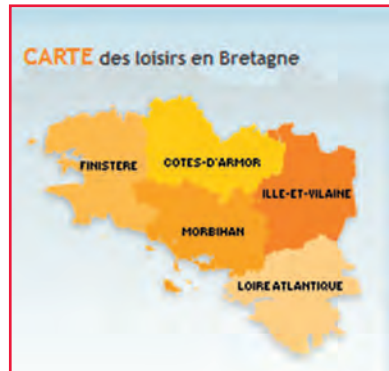 CARTE des loisirs en Bretagne
FINISTERE
COTES-D'ARMOR
ILLE-ET-VILAINE
MORBIHAN
LOIRE ATLANTIQUE